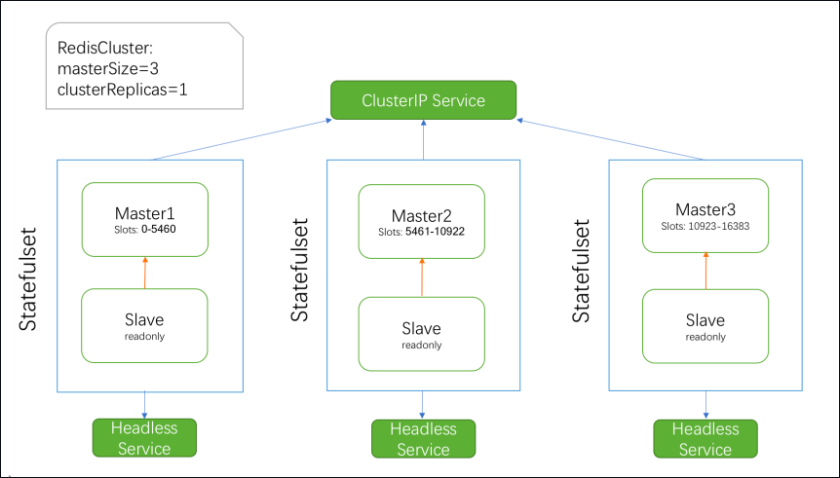 RedisCluster:
masterSize=3
clusterReplicas=1
ClusterIP Service
Statefulset
Master1
Slots: 0-5460
Slave
readonly
Headless
Service
Statefulset
Master2
Slots: 5461-10922
Slave
readonly
Headless
Service
Statefulset
Master3
Slots: 10923-16383
Slave
readonly
Headless
Service